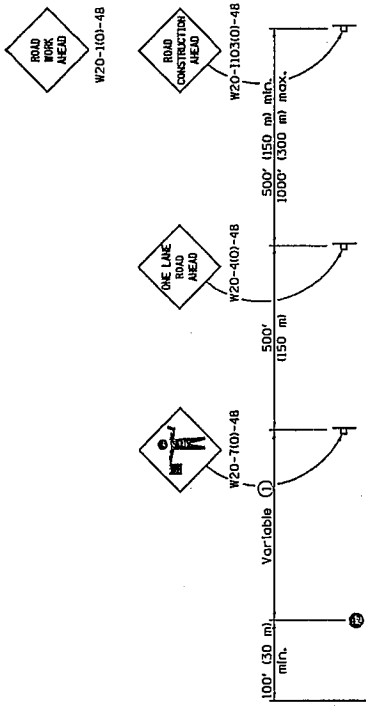 ROAD
WORK
AHEAD
W20-1(O)-48
ROAD
CONSTRUCTION
AHEAD
W20-1103(O)-48
500' (150 m) min.
1000' (300 m) max.
ONE LANE
ROAD
AHEAD
W20-4(O)-48
500'
(150 m)
W20-7(O)-48
Variable 1
100' (30 m)
min.